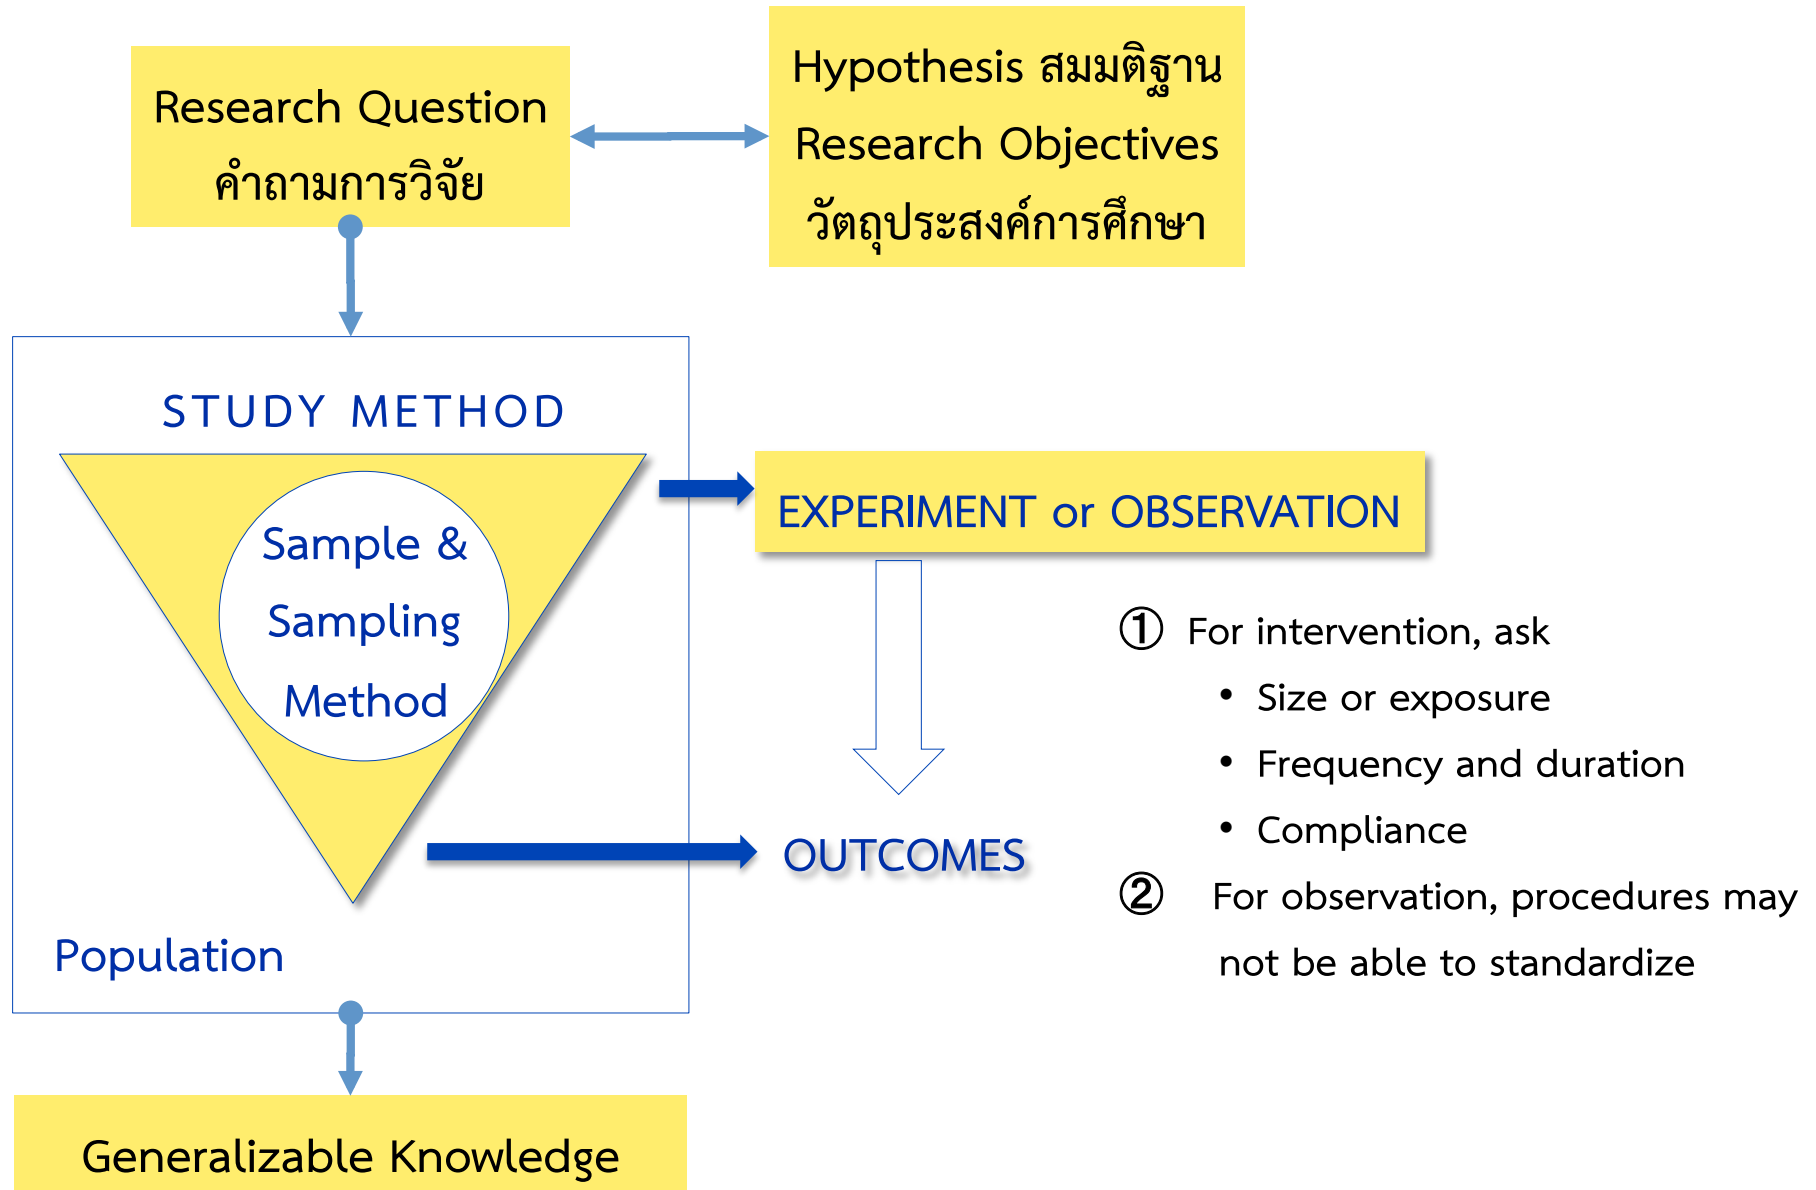 Research Question
คำถามการวิจัย
Hypothesis สมมติฐาน
Research Objectives
วัตถุประสงค์การศึกษา
STUDY METHOD
Sample &
Sampling
Method
Population
EXPERIMENT or OBSERVATION
OUTCOMES
① For intervention, ask
• Size or exposure
• Frequency and duration
• Compliance
② For observation, procedures may
not be able to standardize
Generalizable Knowledge